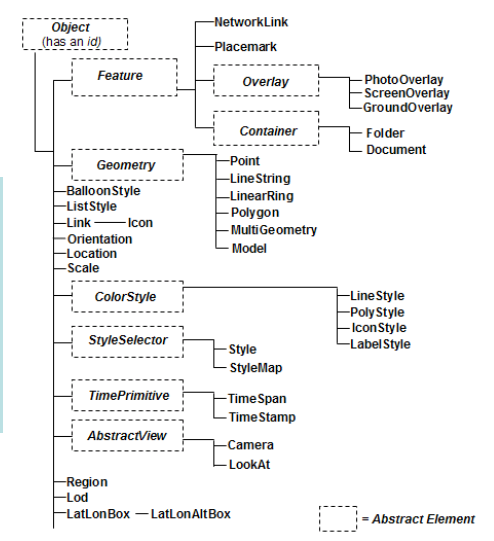 Object
(has an id)
NetworkLink
Placemark
Feature
Overlay
PhotoOverlay
ScreenOverlay
GroundOverlay
Container
Folder
Document
Geometry
Point
LineString
LinearRing
Polygon
MultiGeometry
Model
BalloonStyle
ListStyle
Link Icon
Orientation
Location
Scale
ColorStyle
LineStyle
PolyStyle
IconStyle
LabelStyle
StyleSelector
Style
StyleMap
TimePrimitive
TimeSpan
TimeStamp
AbstractView
Camera
LookAt
Region
Lod
LatLonBox LatLonAltBox
= Abstract Element